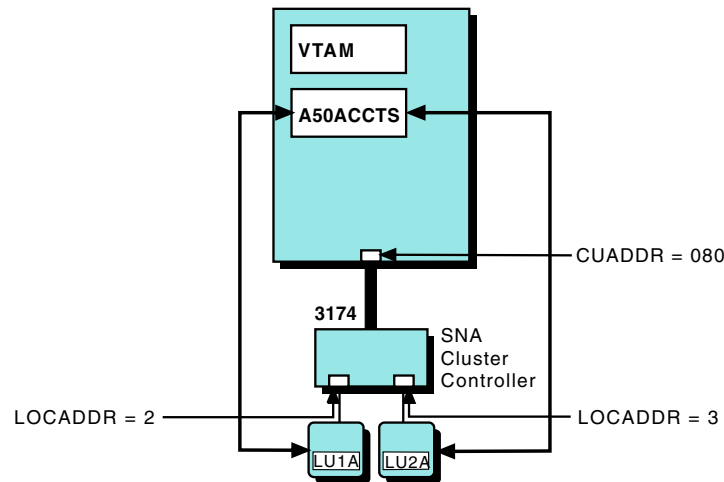 VTAM
A50ACCTS
CUADDR = 080
3174
SNA
Cluster
Controller
LOCADDR = 2
LOCADDR = 3
LU1A
LU2A